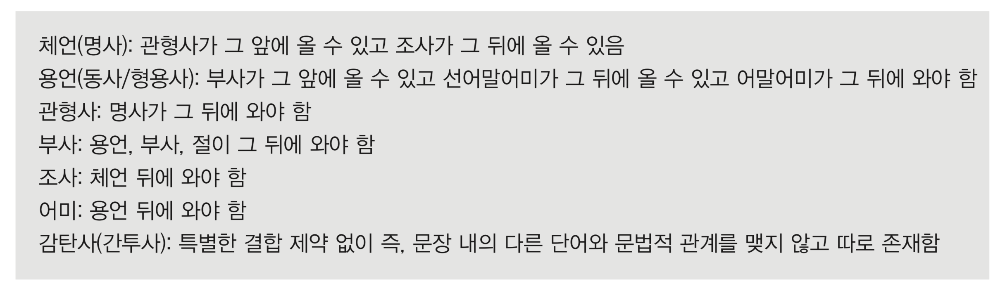 체언(명사): 관형사가 그 앞에 올 수 있고 조사가 그 뒤에 올 수 있음
용언(동사/형용사): 부사가 그 앞에 올 수 있고 선어말어미가 그 뒤에 올 수 있고 어말어미가 그 뒤에 와야 함
관형사: 명사가 그 뒤에 와야 함
부사: 용언, 부사, 절이 그 뒤에 와야 함
조사: 체언 뒤에 와야 함
어미: 용언 뒤에 와야 함
감탄사(간투사): 특별한 결합 제약 없이 즉, 문장 내의 다른 단어와 문법적 관계를 맺지 않고 따로 존재함